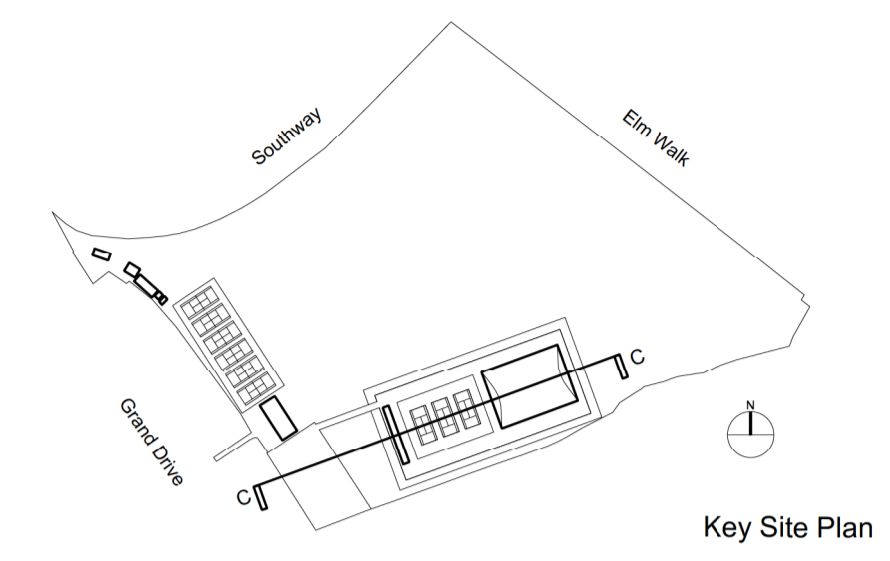 Southway
Elm Walk
C
N
Grand Drive
C
Key Site Plan